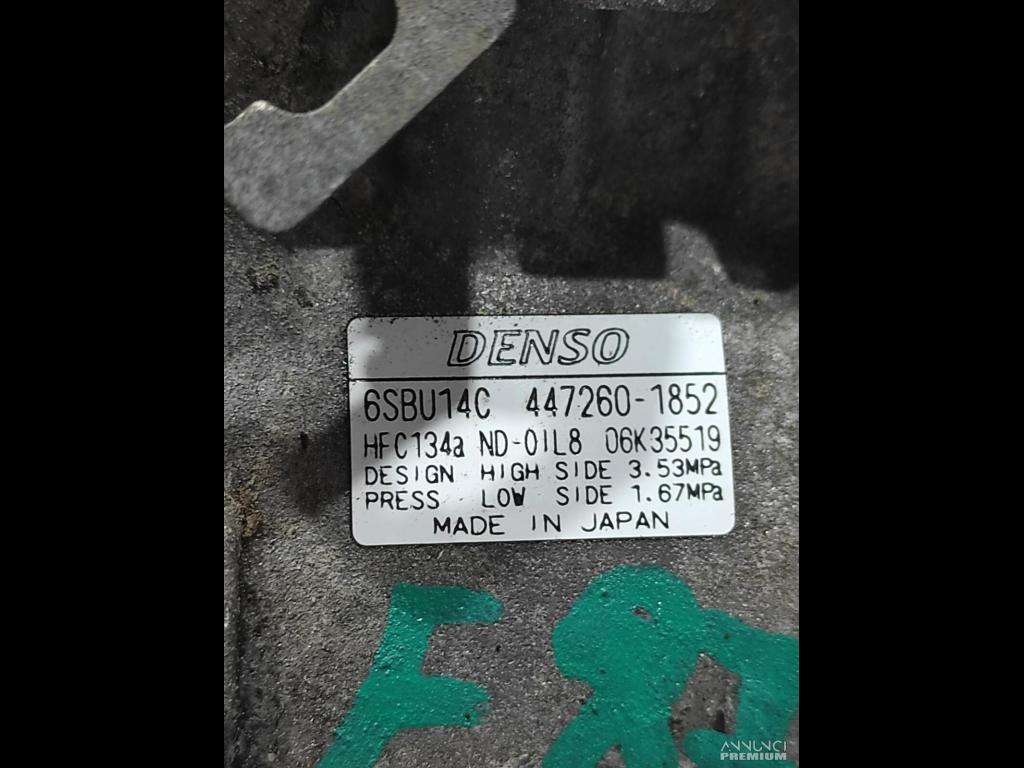 DENSO
6SBU14C 447260-1852
HFC134a ND-OIL8 06K35519
DESIGN HIGH SIDE 3.53MPa
PRESS LOW SIDE 1.67MPa
MADE IN JAPAN
ANNUNCI
PREMIUM